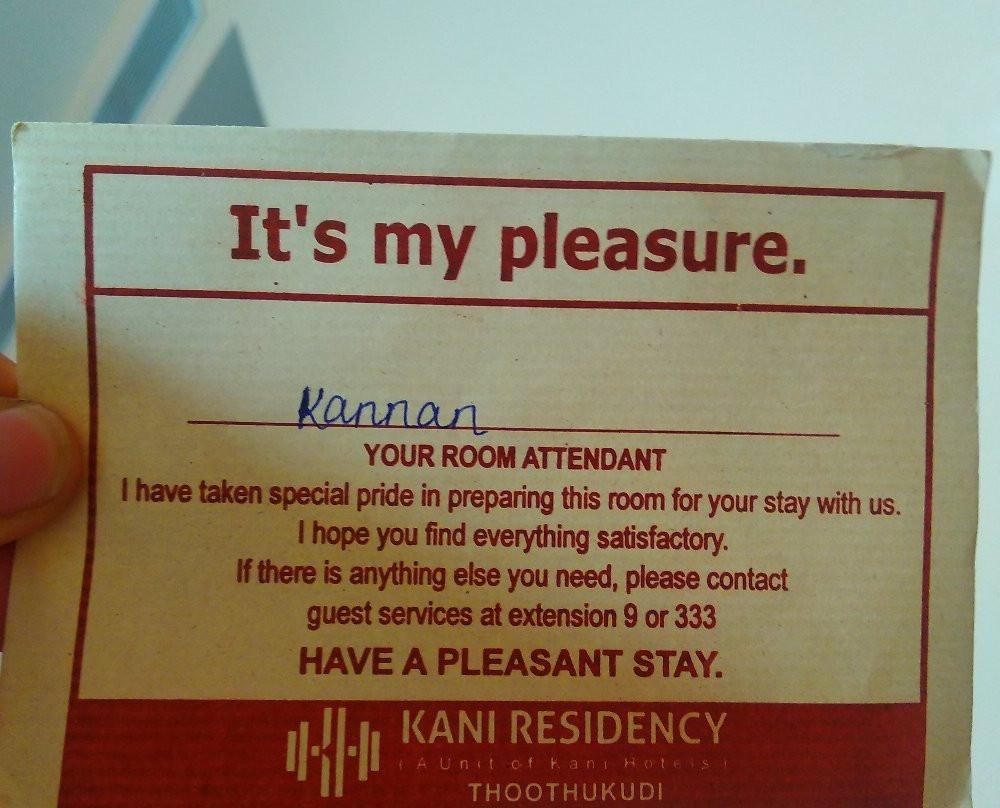 It's my pleasure.
Kannan
YOUR ROOM ATTENDANT
I have taken special pride in preparing this room for your stay with us.
I hope you find everything satisfactory.
If there is anything else you need, please contact
guest services at extension 9 or 333
HAVE A PLEASANT STAY.
KANI RESIDENCY
( A Unit of Kani Hotels )
THOOTHUKUDI